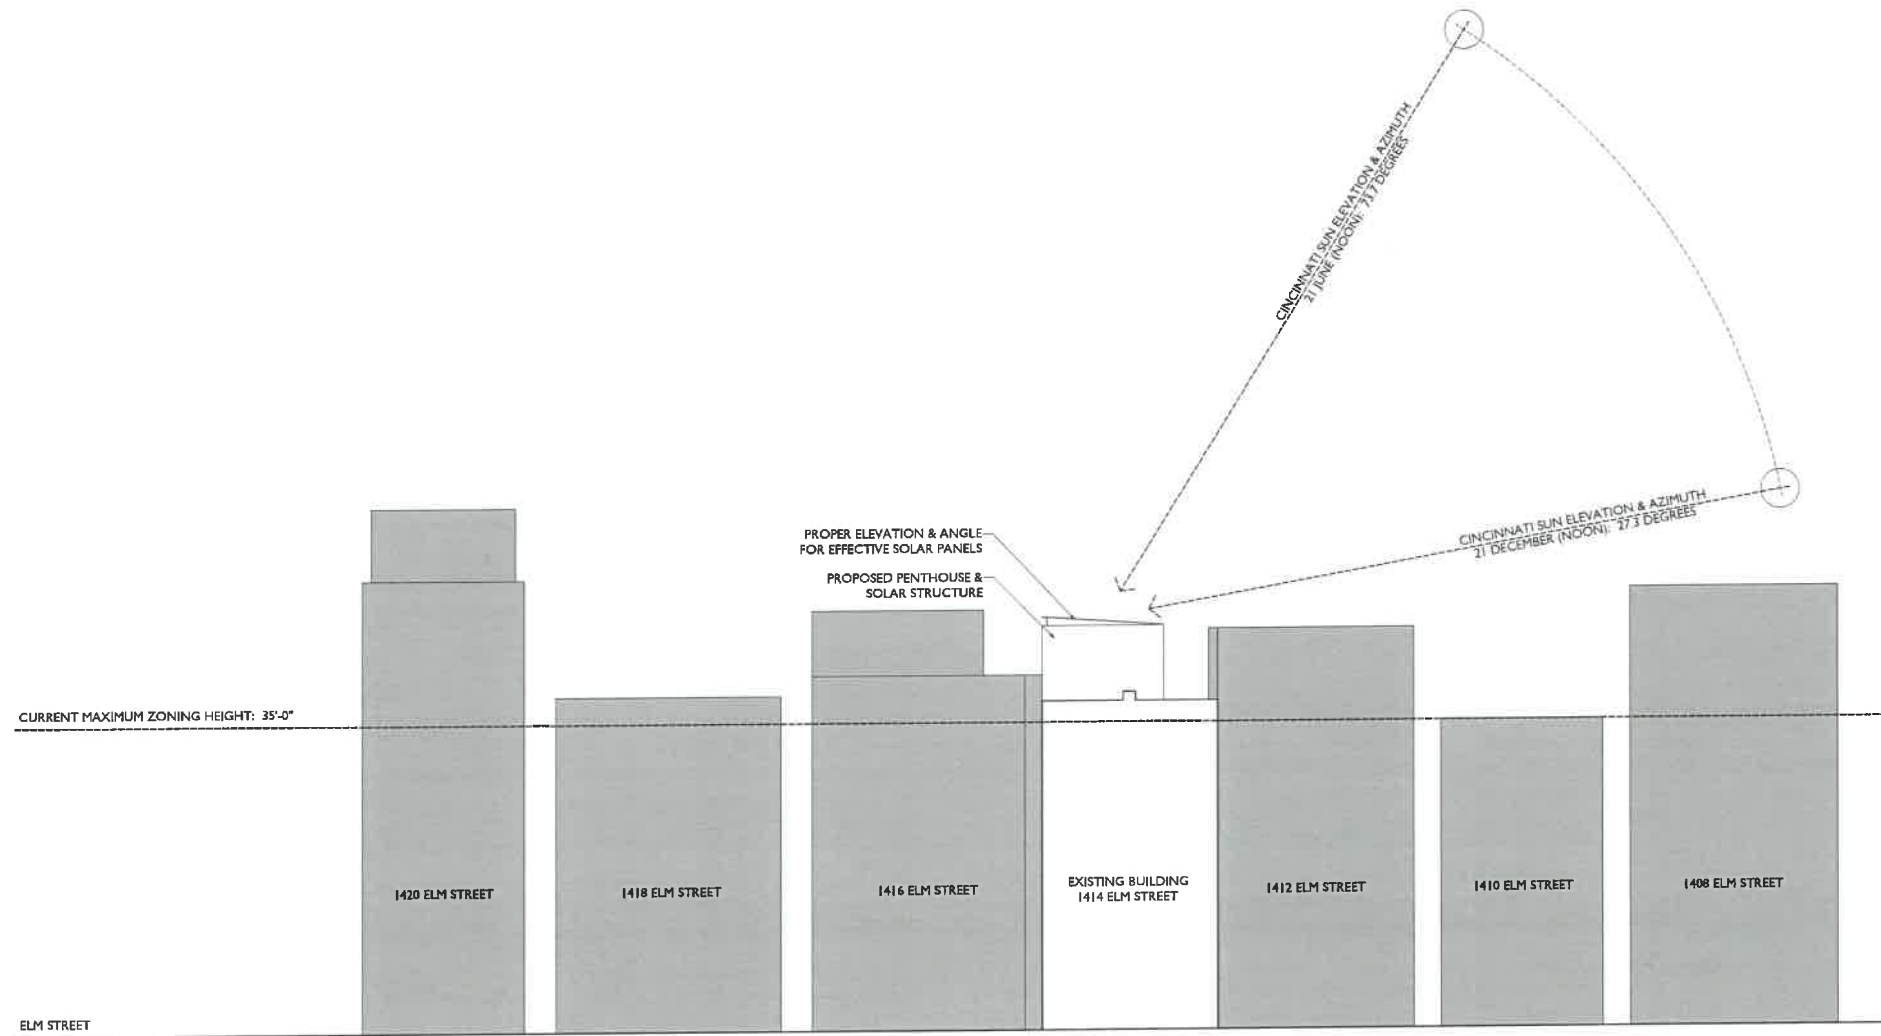 CINCINNATI SUN ELEVATION & AZIMUTH
21 JUNE (NOON): 73.7 DEGREES
CINCINNATI SUN ELEVATION & AZIMUTH
21 DECEMBER (NOON): 27.3 DEGREES
PROPER ELEVATION & ANGLE
FOR EFFECTIVE SOLAR PANELS
PROPOSED PENTHOUSE &
SOLAR STRUCTURE
CURRENT MAXIMUM ZONING HEIGHT: 35'-0"
1420 ELM STREET
1418 ELM STREET
1416 ELM STREET
EXISTING BUILDING
1414 ELM STREET
1412 ELM STREET
1410 ELM STREET
1408 ELM STREET
ELM STREET